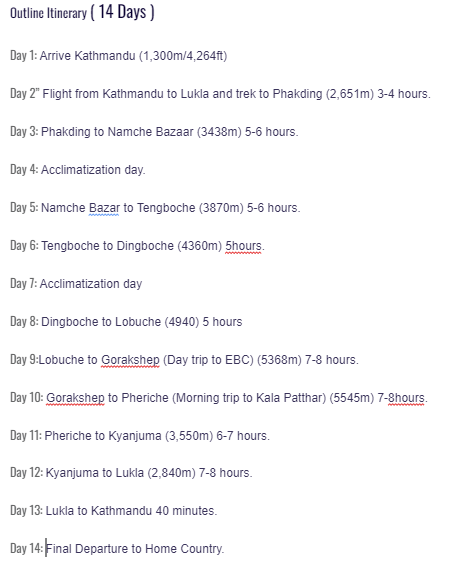 Outline Itinerary ( 14 Days )
Day 1: Arrive Kathmandu (1,300m/4,264ft)
Day 2" Flight from Kathmandu to Lukla and trek to Phakding (2,651m) 3-4 hours.
Day 3: Phakding to Namche Bazaar (3438m) 5-6 hours.
Day 4: Acclimatization day.
Day 5: Namche Bazar to Tengboche (3870m) 5-6 hours.
Day 6: Tengboche to Dingboche (4360m) 5hours.
Day 7: Acclimatization day
Day 8: Dingboche to Lobuche (4940) 5 hours
Day 9:Lobuche to Gorakshep (Day trip to EBC) (5368m) 7-8 hours.
Day 10: Gorakshep to Pheriche (Morning trip to Kala Patthar) (5545m) 7-8hours.
Day 11: Pheriche to Kyanjuma (3,550m) 6-7 hours.
Day 12: Kyanjuma to Lukla (2,840m) 7-8 hours.
Day 13: Lukla to Kathmandu 40 minutes.
Day 14: Final Departure to Home Country.